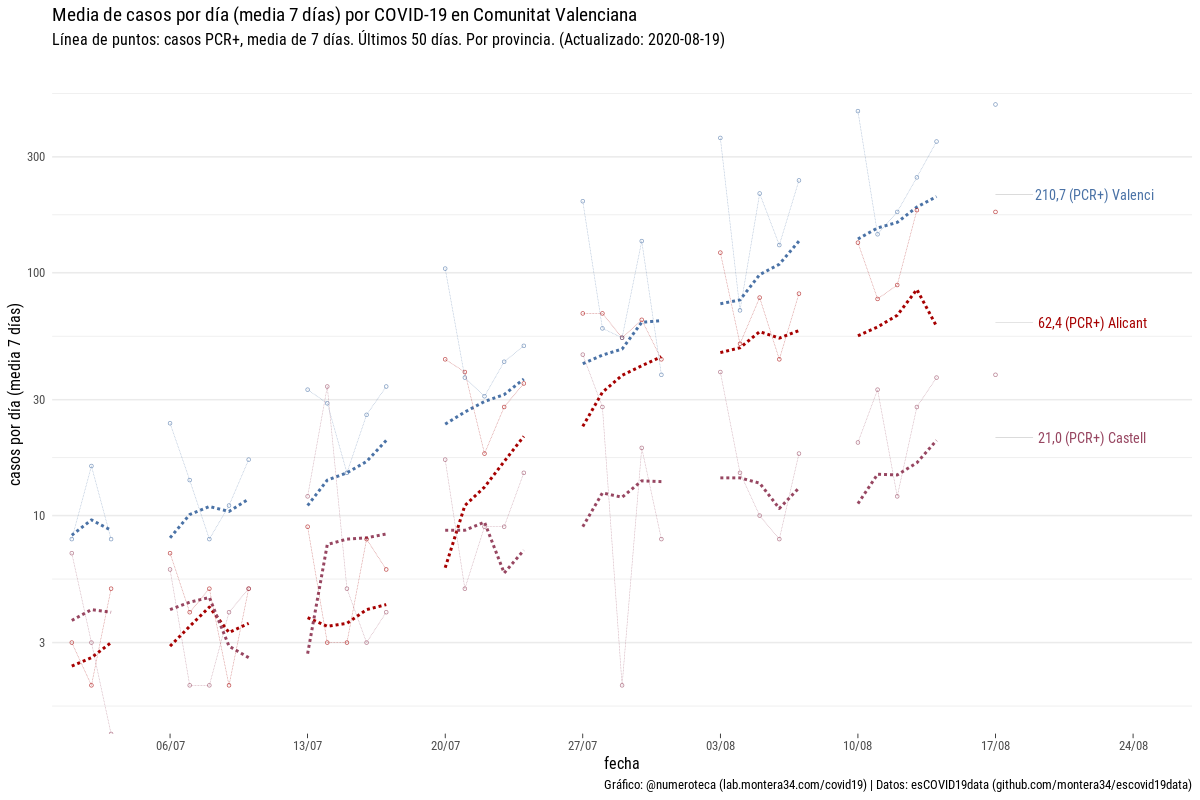 Media de casos por día (media 7 días) por COVID-19 en Comunitat Valenciana
Línea de puntos: casos PCR+, media de 7 días. Últimos 50 días. Por provincia. (Actualizado: 2020-08-19)
casos por día (media 7 días)
300
100
30
10
3
210,7 (PCR+) Valenci
62,4 (PCR+) Alicant
21,0 (PCR+) Castell
06/07
13/07
20/07
27/07
03/08
10/08
17/08
24/08
fecha
Gráfico: @numeroteca (lab.montera34.com/covid19) | Datos: esCOVID19data (github.com/montera34/escovid19data)